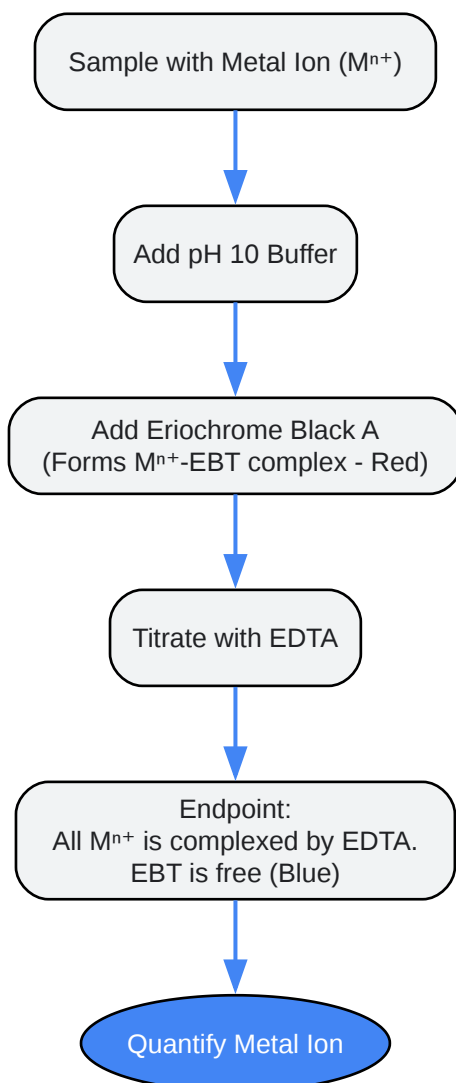 Sample with Metal Ion (Mⁿ⁺)
Add pH 10 Buffer
Add Eriochrome Black A
(Forms Mⁿ⁺-EBT complex - Red)
Titrate with EDTA
Endpoint:
All Mⁿ⁺ is complexed by EDTA.
EBT is free (Blue)
Quantify Metal Ion